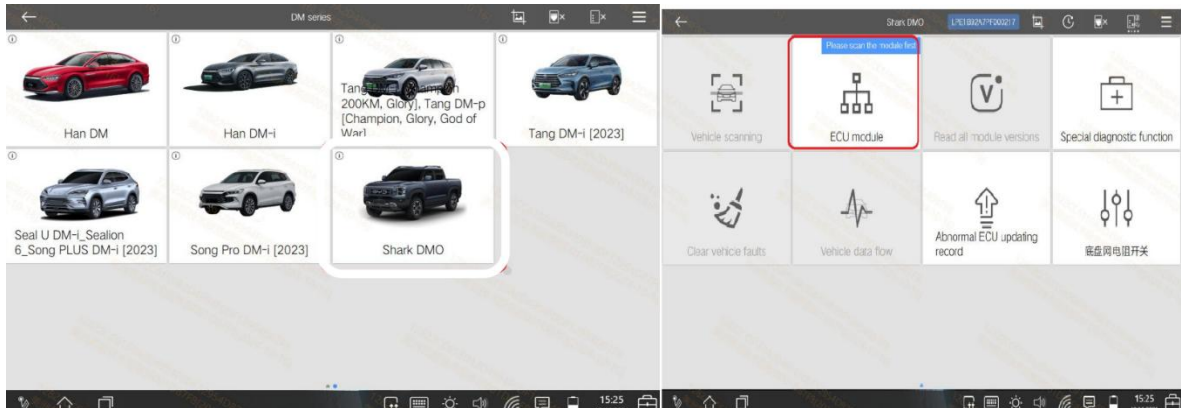 DM series
Han DM
Han DM-i
200KM, Glory], Tang DM-p
[Champion, Glory, God of
War]
Tang DM-i [2023]
Seal U DM-i_Sealion
6_Song PLUS DM-i [2023]
Song Pro DM-i [2023]
Shark DMO
15:25
Shark DMO
Please scan the module first
Vehicle scanning
ECU module
Read all module versions
Special diagnostic function
Clear vehicle faults
Vehicle data flow
Abnormal ECU updating
record
底盘网电阻开关
15:25